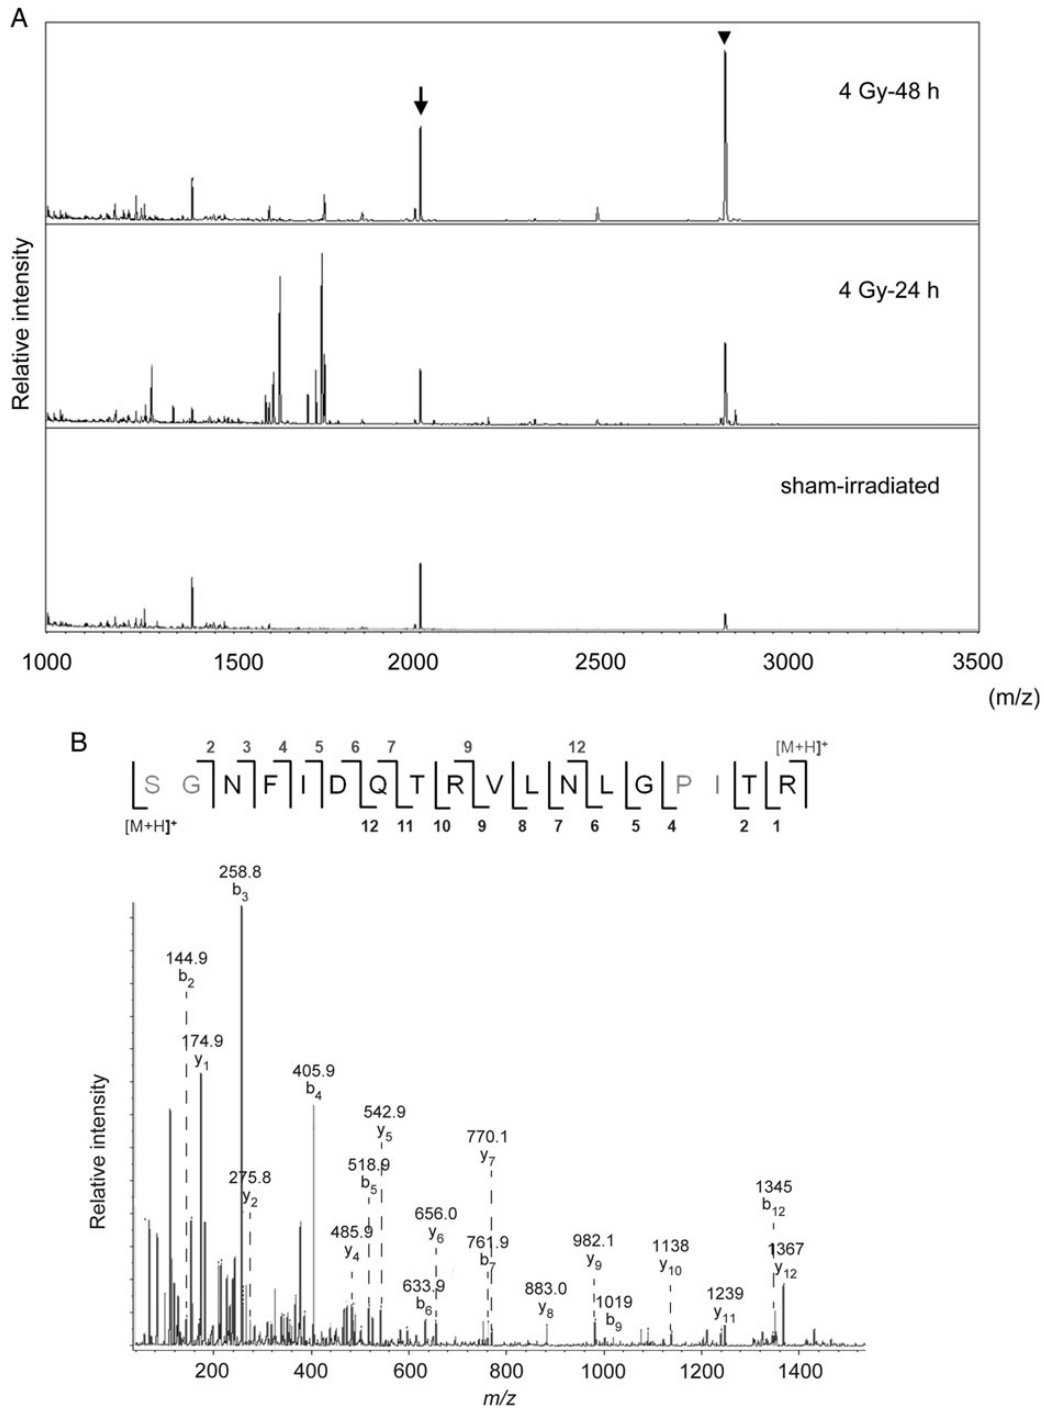 A
4 Gy-48 h
4 Gy-24 h
sham-irradiated
Relative intensity
1000 1500 2000 2500 3000 3500
(m/z)
B
2 3 4 5 6 7 9 12 [M+H]⁺
S G N F I D Q T R V L N L G P I T R
[M+H]⁺ 12 11 10 9 8 7 6 5 4 2 1
258.8
b3
144.9
b2
174.9
y1
405.9
b4
542.9
y5
770.1
y7
518.9
b5
275.8
y2
1345
b12
656.0
y6
485.9
y4
761.9
b7
982.1
y9
1138
y10
1367
y12
633.9
b6
883.0
y8
1019
b9
1239
y11
Relative intensity
200 400 600 800 1000 1200 1400
m/z